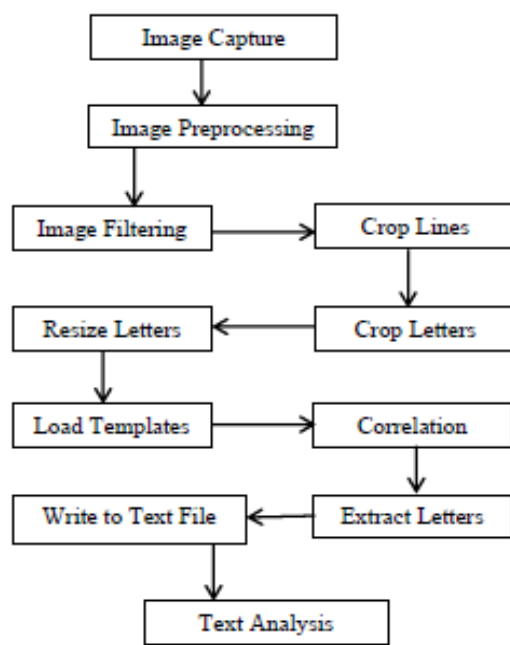 Image Capture
Image Preprocessing
Image Filtering
Crop Lines
Crop Letters
Resize Letters
Load Templates
Correlation
Extract Letters
Write to Text File
Text Analysis